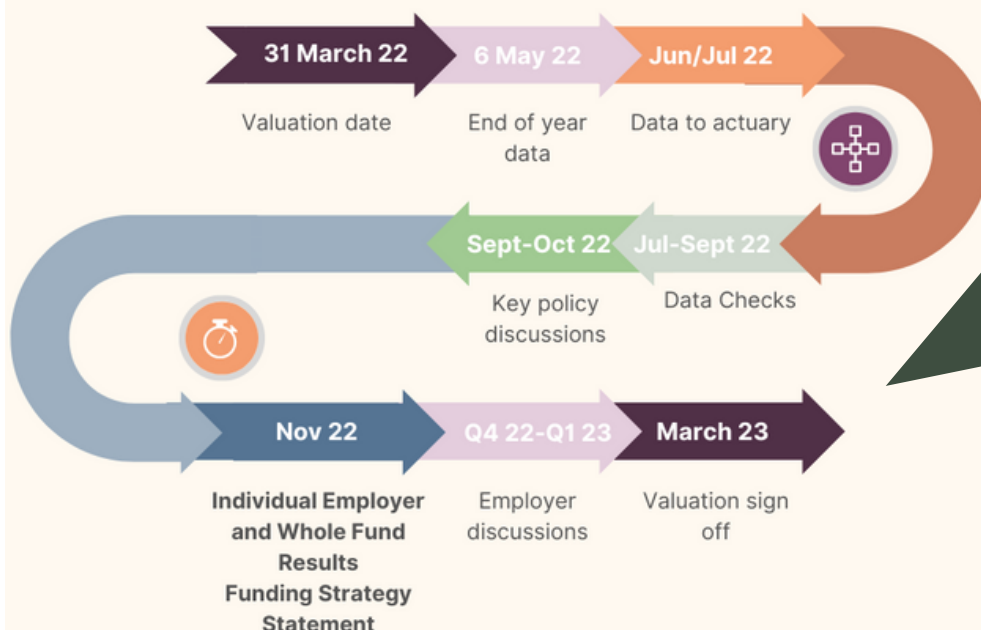 31 March 22
6 May 22
Jun/Jul 22
Valuation date
End of year
data
Data to actuary
Sept-Oct 22
Jul-Sept 22
Key policy
discussions
Data Checks
Nov 22
Q4 22-Q1 23
March 23
Individual Employer
and Whole Fund
Results
Funding Strategy
Statement
Employer
discussions
Valuation sign
off